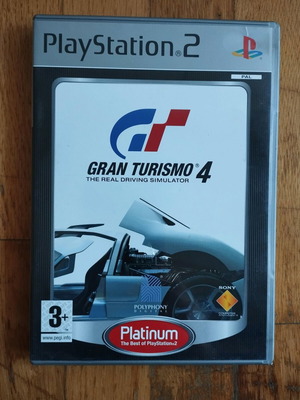 PlayStation®2
PAL
GRAN TURISMO® 4
THE REAL DRIVING SIMULATOR
POLYPHONY
DIGITAL
SONY
3+
www.pegi.info
Platinum
The Best of PlayStation®2